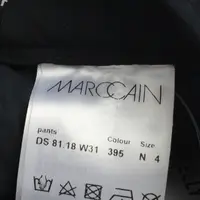 MARCCAIN
pants Colour Size
DS 81.18 W31 395 N 4